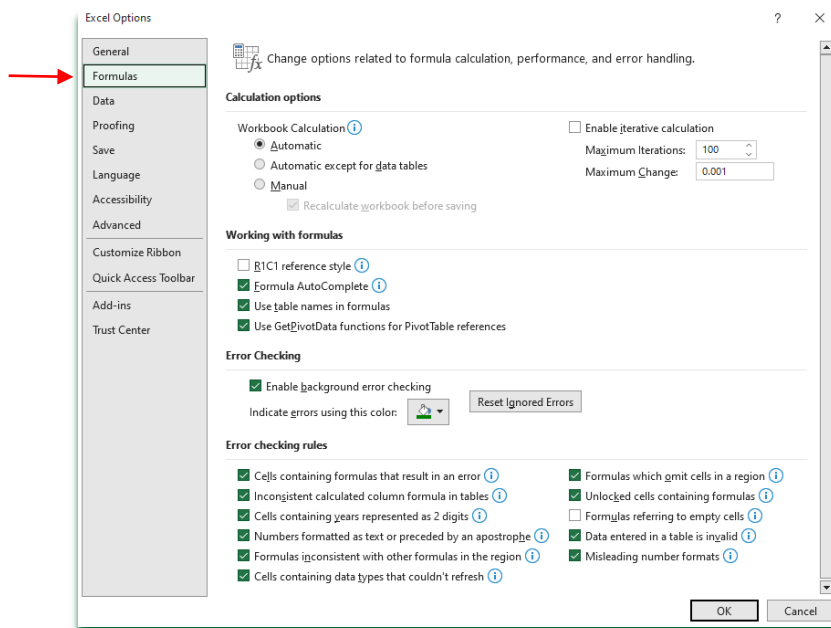 Excel Options
?
General
Formulas
Data
Proofing
Save
Language
Accessibility
Advanced
Customize Ribbon
Quick Access Toolbar
Add-ins
Trust Center
fx Change options related to formula calculation, performance, and error handling.
Calculation options
Workbook Calculation
Automatic
Automatic except for data tables
Manual
Recalculate workbook before saving
Enable iterative calculation
Maximum Iterations: 100
Maximum Change: 0.001
Working with formulas
R1C1 reference style
Formula AutoComplete
Use table names in formulas
Use GetPivotData functions for PivotTable references
Error Checking
Enable background error checking
Indicate errors using this color:
Reset Ignored Errors
Error checking rules
Cells containing formulas that result in an error
Inconsistent calculated column formula in tables
Cells containing years represented as 2 digits
Numbers formatted as text or preceded by an apostrophe
Formulas inconsistent with other formulas in the region
Cells containing data types that couldn't refresh
Formulas which omit cells in a region
Unlocked cells containing formulas
Formulas referring to empty cells
Data entered in a table is invalid
Misleading number formats
OK
Cancel